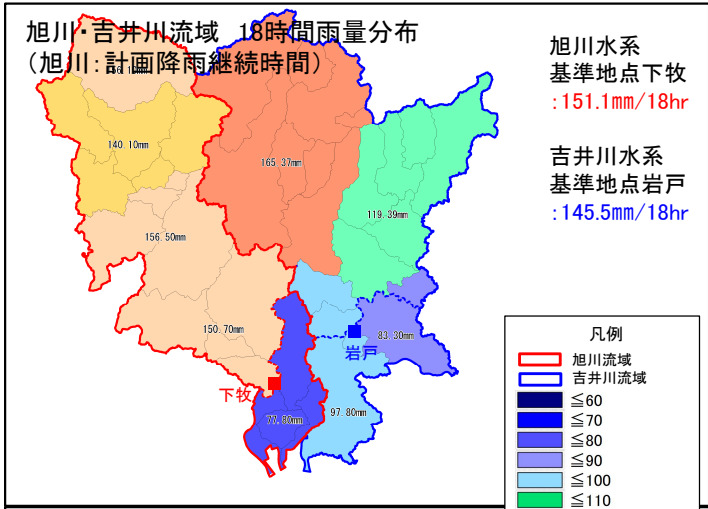 旭川・吉井川流域 18時間雨量分布
(旭川:計画降雨継続時間)
旭川水系
基準地点下牧
:151.1mm/18hr
吉井川水系
基準地点岩戸
:145.5mm/18hr
140.10mm
165.37mm
119.39mm
156.50mm
150.70mm
83.30mm
岩戸
下牧
77.80mm
97.80mm
凡例
旭川流域
吉井川流域
≦60
≦70
≦80
≦90
≦100
≦110